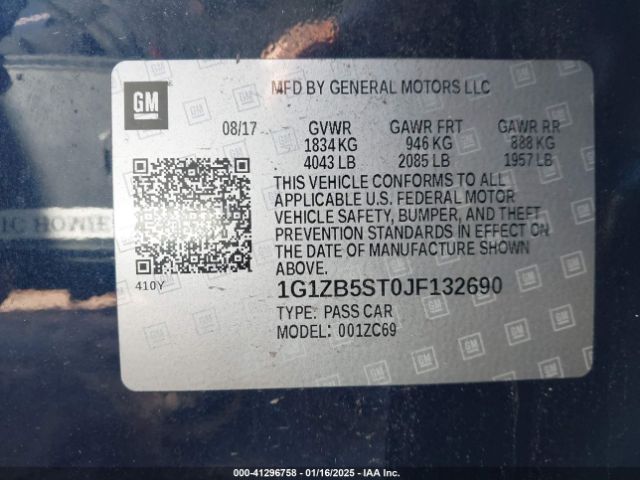 GM
MFD BY GENERAL MOTORS LLC
08/17 GVWR GAWR FRT GAWR RR
1834 KG 946 KG 888 KG
4043 LB 2085 LB 1957 LB
THIS VEHICLE CONFORMS TO ALL
APPLICABLE U.S. FEDERAL MOTOR
VEHICLE SAFETY, BUMPER, AND THEFT
PREVENTION STANDARDS IN EFFECT ON
THE DATE OF MANUFACTURE SHOWN
ABOVE.
410Y
1G1ZB5ST0JF132690
TYPE: PASS CAR
MODEL: 001ZC69
000-41296758 - 01/16/2025 - IAA Inc.